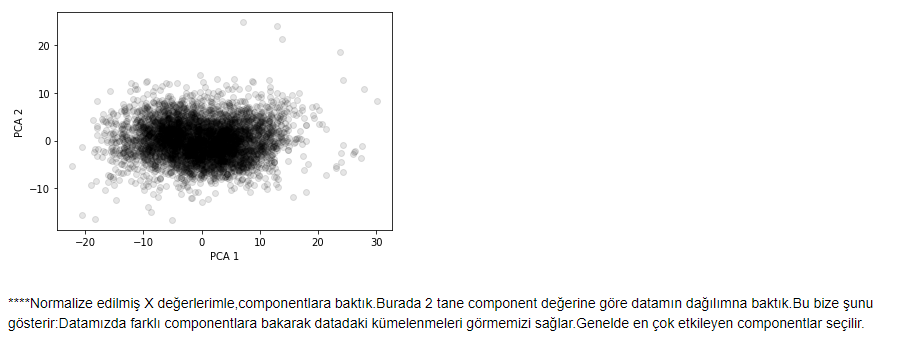 20
10
0
−10
PCA 2
−20
−10
0
10
20
30
PCA 1
****Normalize edilmiş X değerlerimle,componentlara baktık.Burada 2 tane component değerine göre datamın dağılımna baktık.Bu bize şunu
gösterir:Datamızda farklı componentlara bakarak datadaki kümelenmeleri görmemizi sağlar.Genelde en çok etkileyen componentlar seçilir.